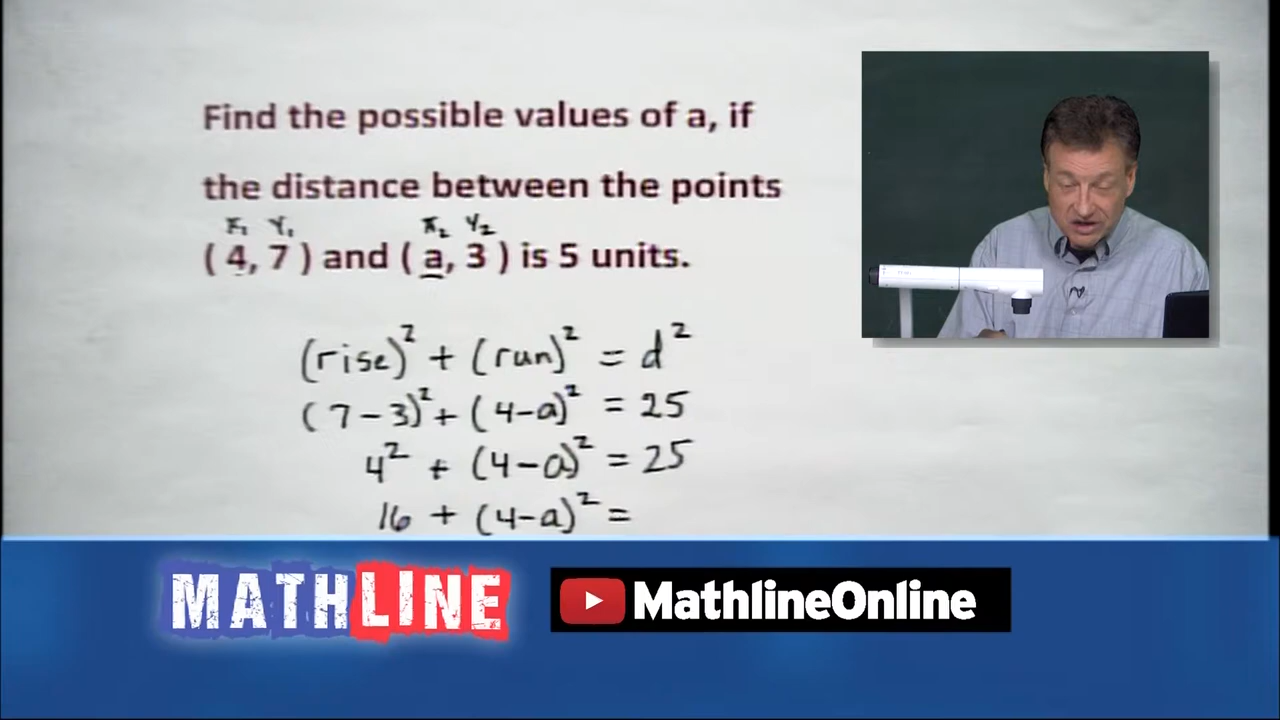 Find the possible values of a, if
the distance between the points
x₁ y₁ x₂ y₂
( 4, 7 ) and ( a, 3 ) is 5 units.
(rise)² + (run)² = d²
(7-3)² + (4-a)² = 25
4² + (4-a)² = 25
16 + (4-a)² =
MATHLINE
MathlineOnline